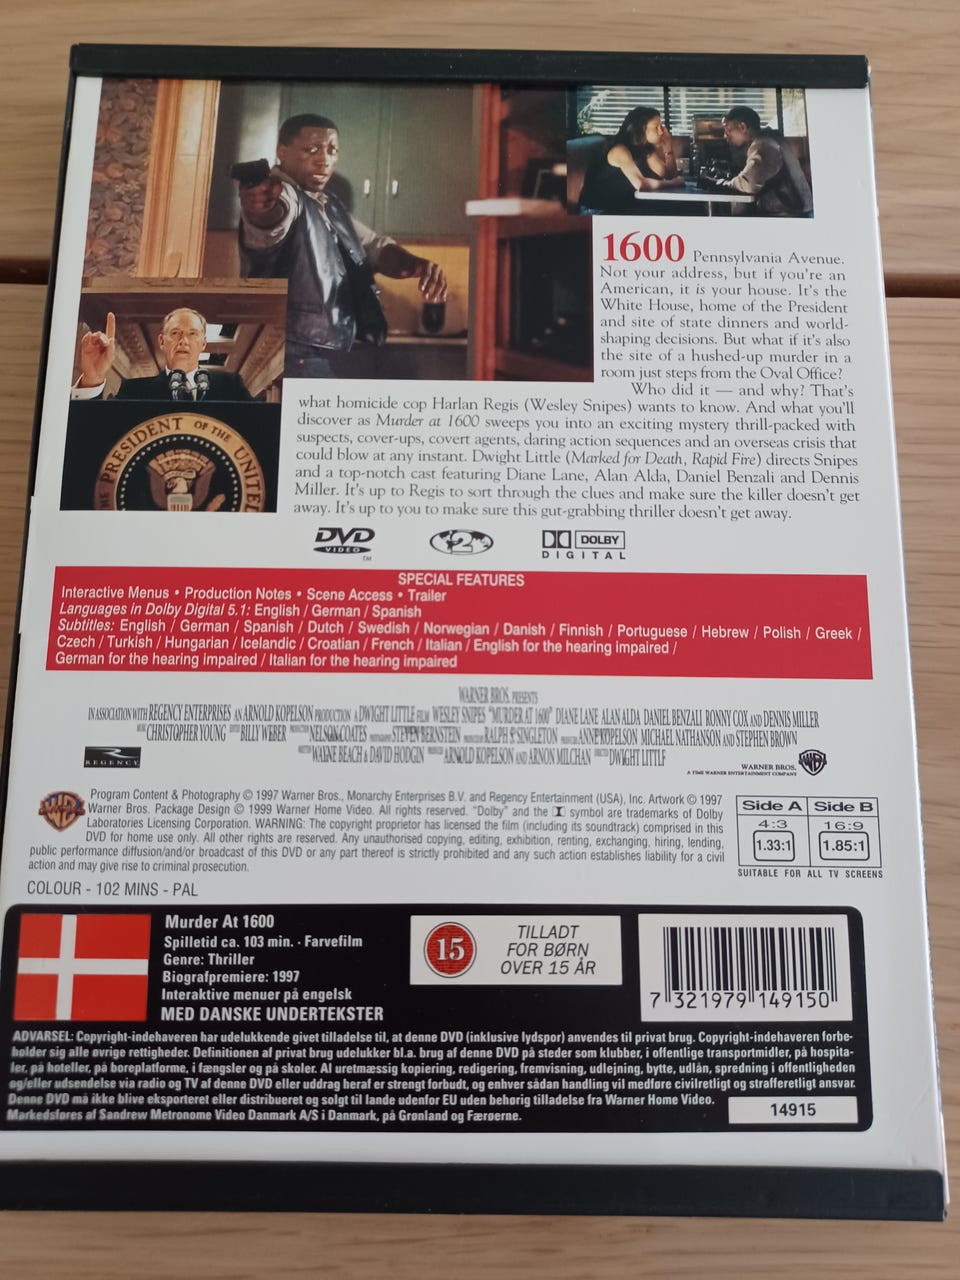 1600 Pennsylvania Avenue.
Not your address, but if you're an
American, it is your house. It's the
White House, home of the President
and site of state dinners and world-
shaping decisions. But what if it's also
the site of a hushed-up murder in a
room just steps from the Oval Office?
Who did it — and why? That's
what homicide cop Harlan Regis (Wesley Snipes) wants to know. And what you'll
discover as Murder at 1600 sweeps you into an exciting mystery thrill-packed with
suspects, cover-ups, covert agents, daring action sequences and an overseas crisis that
could blow at any instant. Dwight Little (Marked for Death, Rapid Fire) directs Snipes
and a top-notch cast featuring Diane Lane, Alan Alda, Daniel Benzali and Dennis
Miller. It's up to Regis to sort through the clues and make sure the killer doesn't get
away. It's up to you to make sure this gut-grabbing thriller doesn't get away.
PRESIDENT OF THE UNITED
DVD VIDEO TM
2
DOLBY DIGITAL
SPECIAL FEATURES
Interactive Menus • Production Notes • Scene Access • Trailer
Languages in Dolby Digital 5.1: English / German / Spanish
Subtitles: English / German / Spanish / Dutch / Swedish / Norwegian / Danish / Finnish / Portuguese / Hebrew / Polish / Greek /
Czech / Turkish / Hungarian / Icelandic / Croatian / French / Italian / English for the hearing impaired /
German for the hearing impaired / Italian for the hearing impaired
WARNER BROS. PRESENTS
IN ASSOCIATION WITH REGENCY ENTERPRISES AN ARNOLD KOPELSON PRODUCTION A DWIGHT LITTLE FILM WESLEY SNIPES "MURDER AT 1600" DIANE LANE ALAN ALDA DANIEL BENZALI RONNY COX AND DENNIS MILLER
CHRISTOPHER YOUNG BILLY WEBER NELSON COATES STEVEN BERNSTEIN RALPH S. SINGLETON ANNE KOPELSON MICHAEL NATHANSON AND STEPHEN BROWN
WAYNE BEACH & DAVID HODGIN ARNOLD KOPELSON AND ARNON MILCHAN DWIGHT LITTLE
REGENCY
WARNER BROS.
A TIME WARNER ENTERTAINMENT COMPANY
Program Content & Photography © 1997 Warner Bros., Monarchy Enterprises B.V. and Regency Entertainment (USA), Inc. Artwork © 1997
Warner Bros. Package Design © 1999 Warner Home Video. All rights reserved. "Dolby" and the symbol are trademarks of Dolby
Laboratories Licensing Corporation. WARNING: The copyright proprietor has licensed the film (including its soundtrack) comprised in this
DVD for home use only. All other rights are reserved. Any unauthorised copying, editing, exhibition, renting, exchanging, hiring, lending,
public performance diffusion/and/or broadcast of this DVD or any part thereof is strictly prohibited and any such action establishes liability for a civil
action and may give rise to criminal prosecution.
Side A Side B
4:3 16:9
1.33:1 1.85:1
SUITABLE FOR ALL TV SCREENS
COLOUR - 102 MINS - PAL
Murder At 1600
Spilletid ca. 103 min. · Farvefilm
Genre: Thriller
Biografpremiere: 1997
Interaktive menuer på engelsk
MED DANSKE UNDERTEKSTER
15
TILLADT
FOR BØRN
OVER 15 ÅR
7 321979 149150
ADVARSEL: Copyright-indehaveren har udelukkende givet tilladelse til, at denne DVD (inklusive lydspor) anvendes til privat brug. Copyright-indehaveren forbe-
holder sig alle øvrige rettigheder. Definitionen af privat brug udelukker bl.a. brug af denne DVD på steder som klubber, i offentlige transportmidler, på hospita-
ler, på hoteller, på boreplatforme, i fængsler og på skoler. Al uretmæssig kopiering, redigering, fremvisning, udlejning, bytte, udlån, spredning i offentligheden
og/eller udsendelse via radio og TV af denne DVD eller uddrag heraf er strengt forbudt, og enhver sådan handling vil medføre civilretligt og strafferetligt ansvar.
Denne DVD må ikke blive eksporteret eller distribueret og solgt til lande udenfor EU uden behørig tilladelse fra Warner Home Video.
Markedsføres af Sandrew Metronome Video Danmark A/S i Danmark, på Grønland og Færøerne.
14915